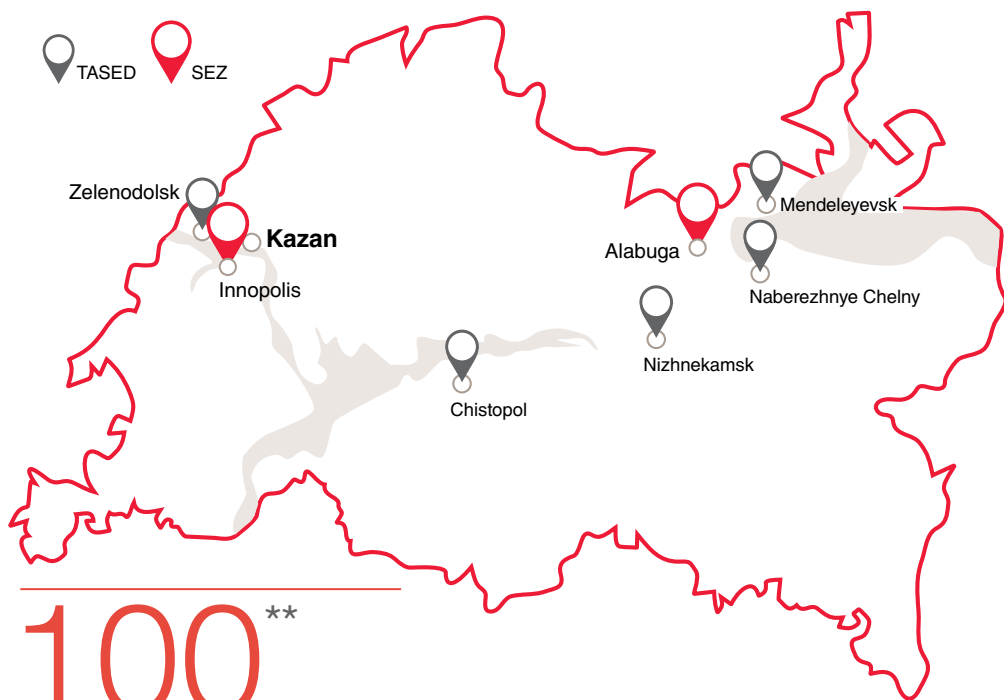 TASED
SEZ
Zelenodolsk
Kazan
Innopolis
Mendeleyevsk
Alabuga
Naberezhnye Chelny
Nizhnekamsk
Chistopol
100**